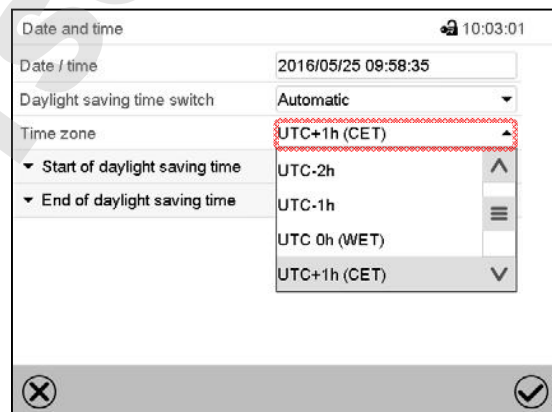 Date and time 10:03:01
Date / time 2016/05/25 09:58:35
Daylight saving time switch Automatic
Time zone UTC+1h (CET)
Start of daylight saving time UTC-2h
End of daylight saving time UTC-1h
UTC 0h (WET)
UTC+1h (CET)